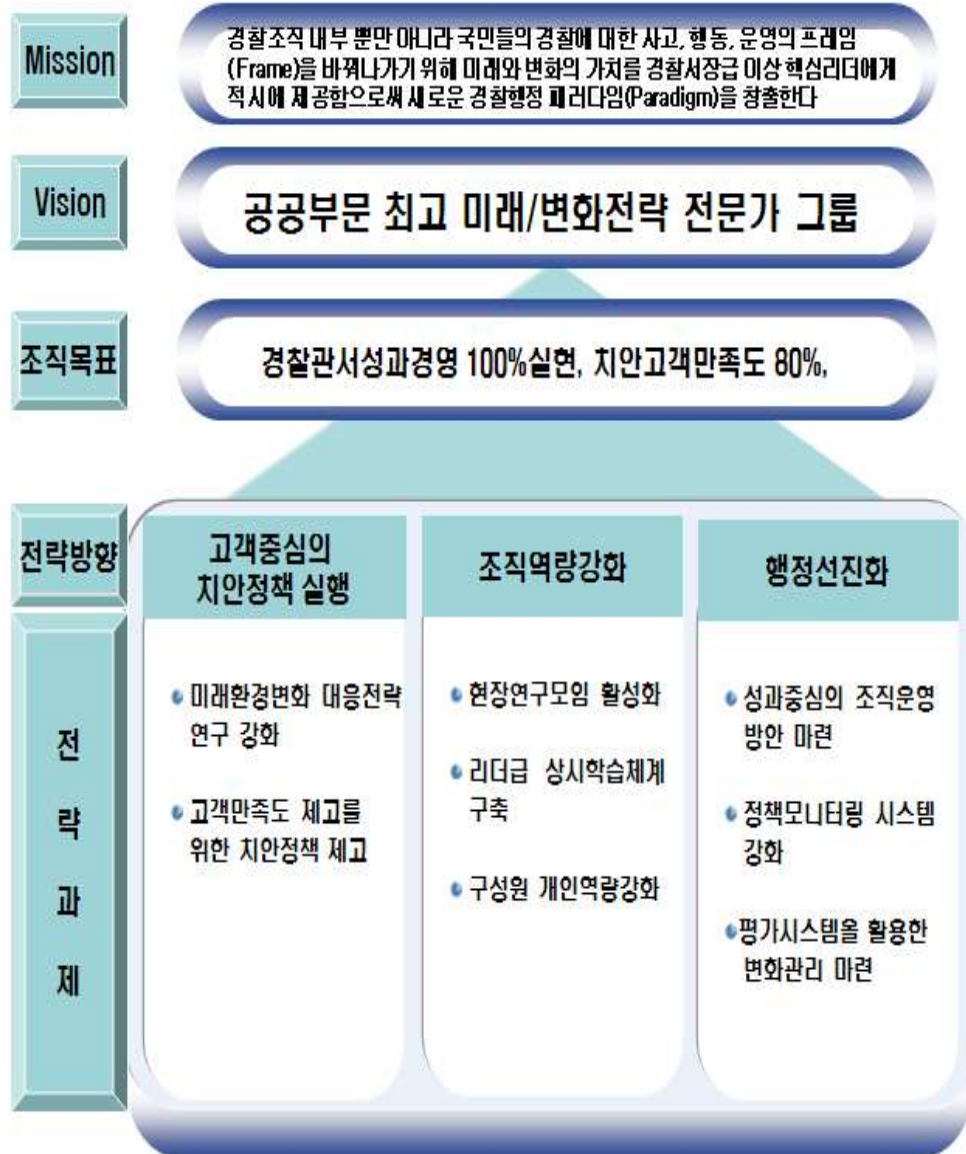 Mission
경찰조직 내부 뿐만 아니라 국민들의 경찰에 대한 사고, 행동, 운영의 프레임
(Frame)을 바꿔나가기 위해 미래와 변화의 가치를 경찰서장급 이상 핵심리더에게
적시에 제공함으로써 새로운 경찰행정 패러다임(Paradigm)을 창출한다
Vision
공공부문 최고 미래/변화전략 전문가 그룹
조직목표
경찰관서성과경영 100%실현, 치안고객만족도 80%,
전략방향
고객중심의
치안정책 실행
조직역량강화
행정선진화
전
략
과
제
미래환경변화 대응전략
연구 강화
고객만족도 제고를
위한 치안정책 제고
현장연구모임 활성화
리더급 상시학습체계
구축
구성원 개인역량강화
성과중심의 조직운영
방안 마련
정책모니터링 시스템
강화
평가시스템을 활용한
변화관리 마련